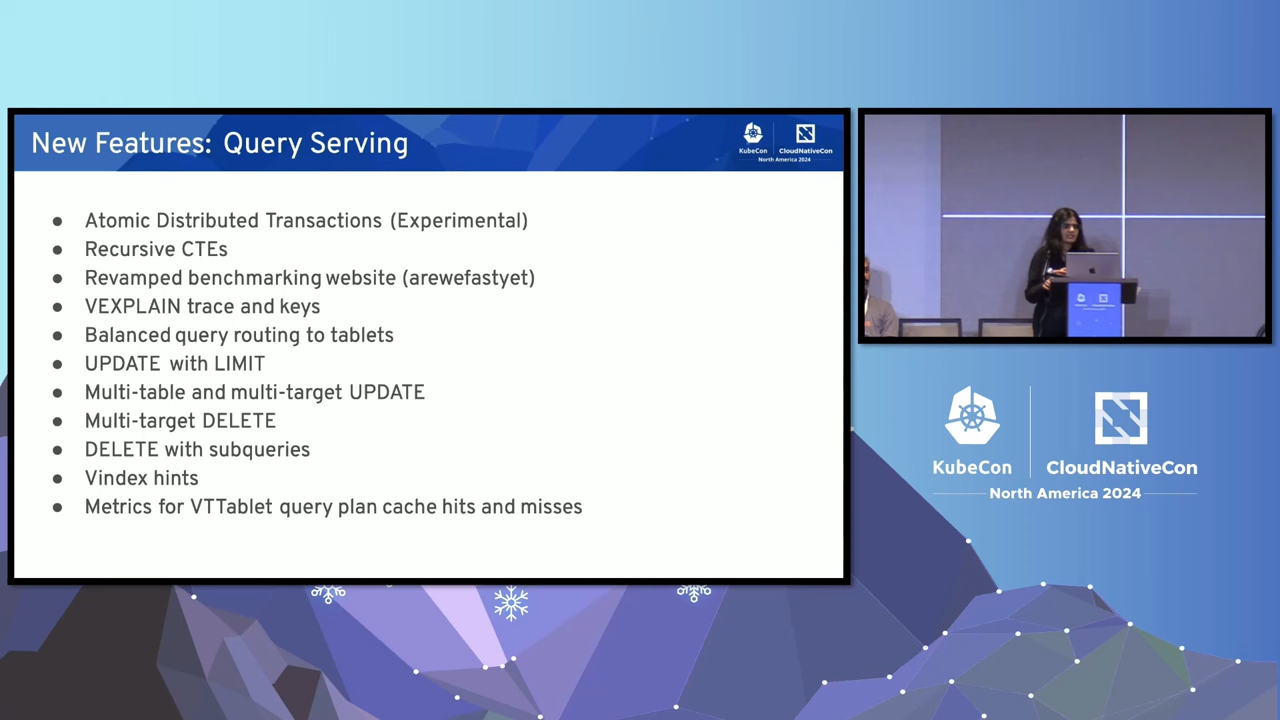 New Features: Query Serving
KubeCon
CloudNativeCon
North America 2024
● Atomic Distributed Transactions (Experimental)
● Recursive CTEs
● Revamped benchmarking website (arewefastyet)
● VEXPLAIN trace and keys
● Balanced query routing to tablets
● UPDATE with LIMIT
● Multi-table and multi-target UPDATE
● Multi-target DELETE
● DELETE with subqueries
● Vindex hints
● Metrics for VTTablet query plan cache hits and misses
KubeCon
CloudNativeCon
North America 2024